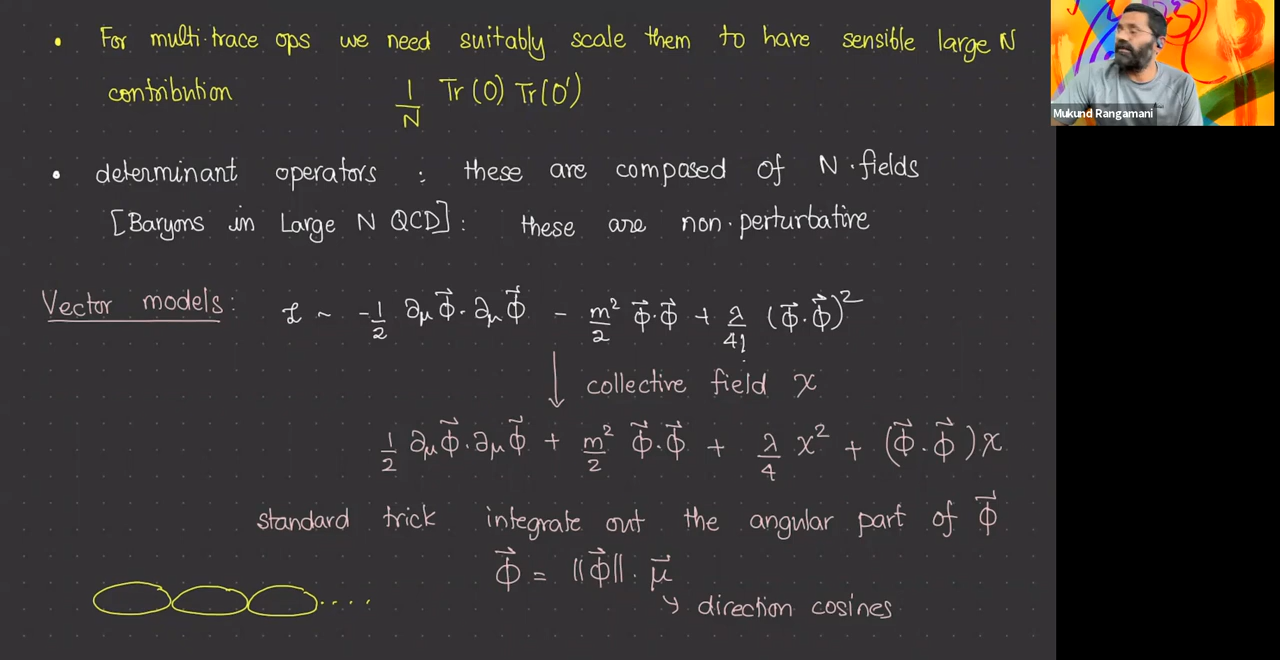 • For multi-trace ops we need suitably scale them to have sensible large N
contribution 1/N Tr(O) Tr(O')
Mukund Rangamani
• determinant operators : these are composed of N-fields
[Baryons in Large N QCD] : these are non-perturbative
Vector models: ℒ ~ -1/2 ∂μ Φ⃗ · ∂μ Φ⃗ - m²/2 Φ⃗·Φ⃗ + λ/4! (Φ⃗·Φ⃗)²
↓ collective field χ
1/2 ∂μ Φ⃗ · ∂μ Φ⃗ + m²/2 Φ⃗·Φ⃗ + λ/4 χ² + (Φ⃗·Φ⃗)χ
standard trick integrate out the angular part of Φ⃗
Φ⃗ = ||Φ⃗|| · μ⃗
↘ direction cosines